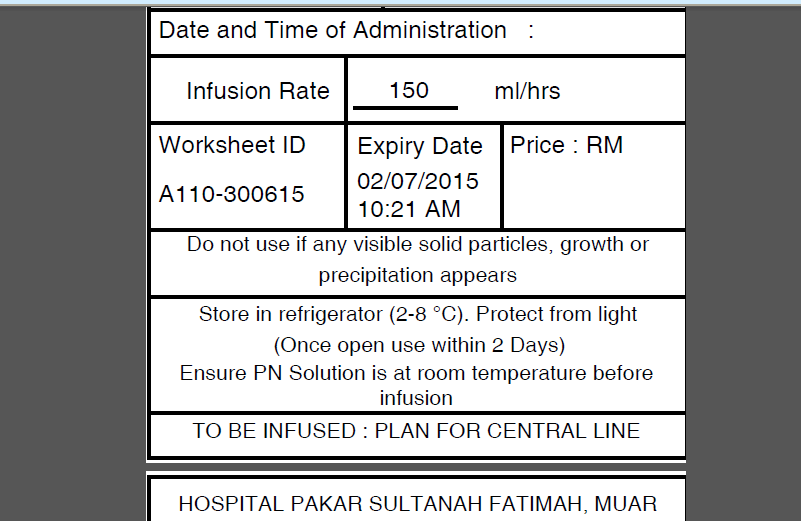 Date and Time of Administration :
Infusion Rate 150 ml/hrs
Worksheet ID
A110-300615
Expiry Date
02/07/2015
10:21 AM
Price : RM
Do not use if any visible solid particles, growth or
precipitation appears
Store in refrigerator (2-8 °C). Protect from light
(Once open use within 2 Days)
Ensure PN Solution is at room temperature before
infusion
TO BE INFUSED : PLAN FOR CENTRAL LINE
HOSPITAL PAKAR SULTANAH FATIMAH, MUAR